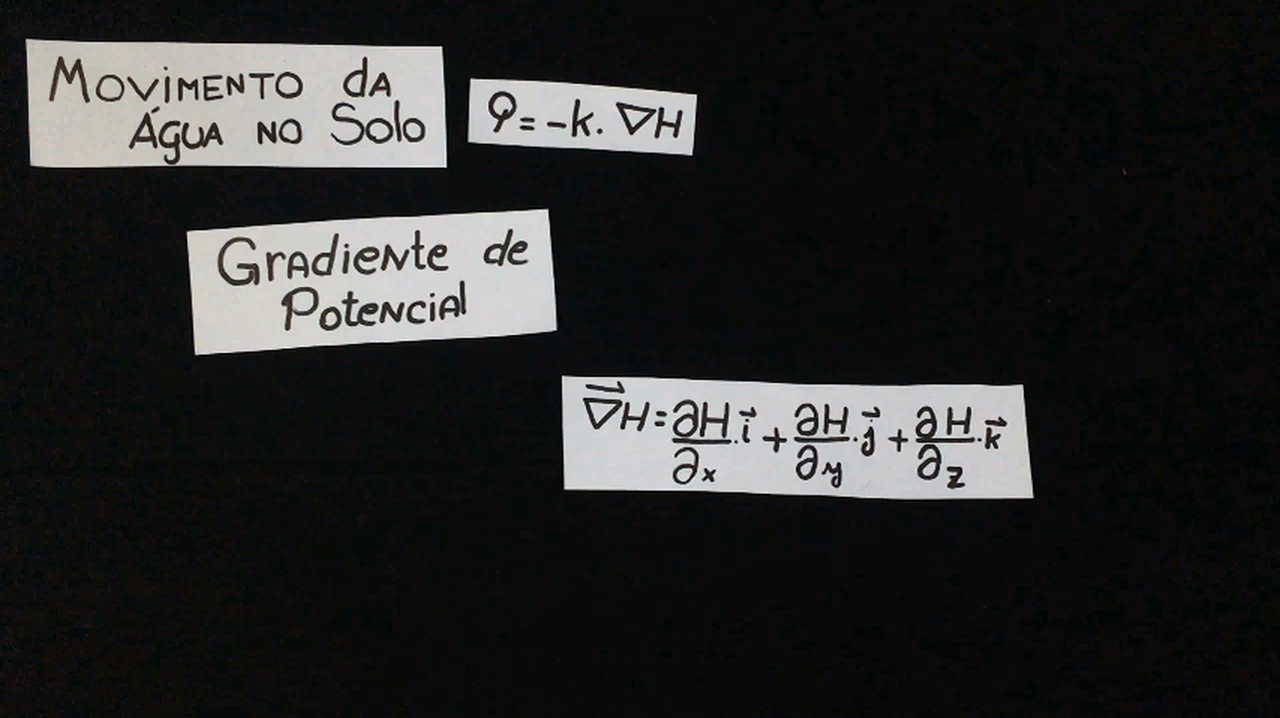 Movimento da
Água no Solo
Q = -k. ∇H
Gradiente de
Potencial
∇⃗H = ∂H/∂x . i⃗ + ∂H/∂y . j⃗ + ∂H/∂z . k⃗